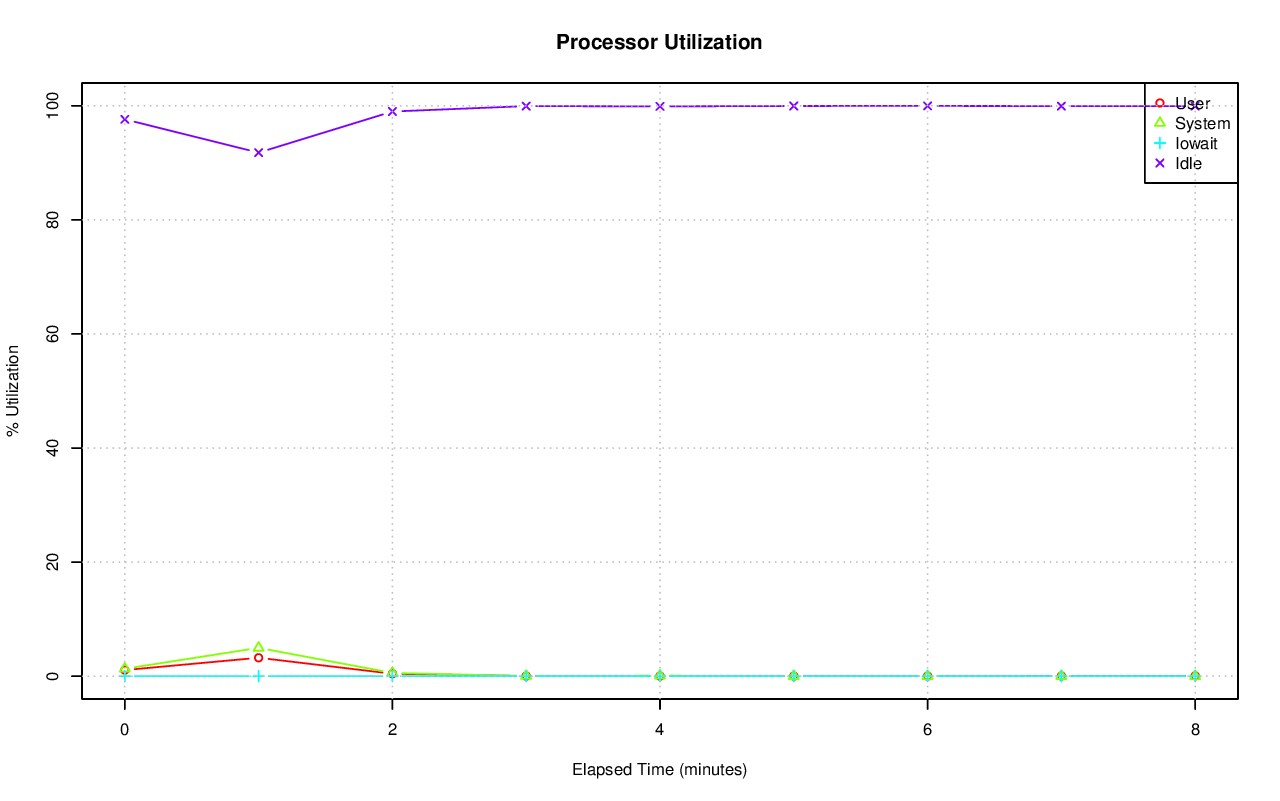 Processor Utilization
% Utilization
100
80
60
40
20
0
User
System
Iowait
Idle
0 2 4 6 8
Elapsed Time (minutes)